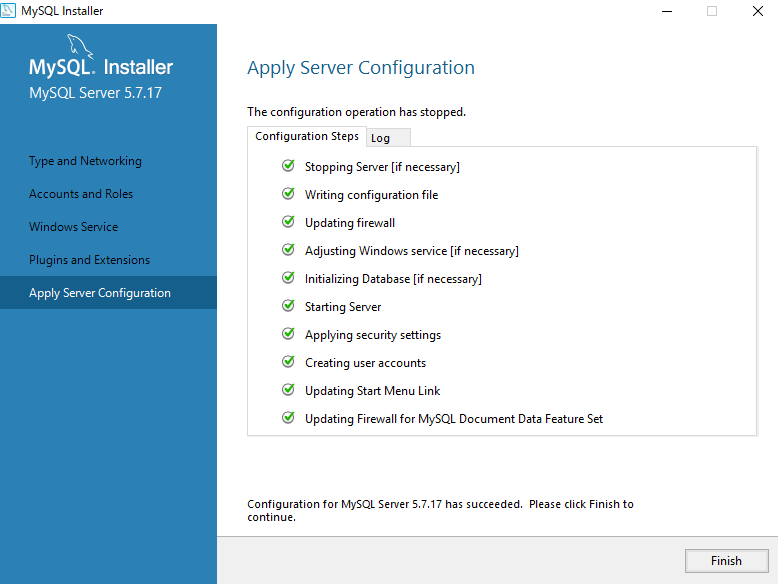 MySQL Installer
MySQL. Installer
MySQL Server 5.7.17
Type and Networking
Accounts and Roles
Windows Service
Plugins and Extensions
Apply Server Configuration
Apply Server Configuration
The configuration operation has stopped.
Configuration Steps
Log
Stopping Server [if necessary]
Writing configuration file
Updating firewall
Adjusting Windows service [if necessary]
Initializing Database [if necessary]
Starting Server
Applying security settings
Creating user accounts
Updating Start Menu Link
Updating Firewall for MySQL Document Data Feature Set
Configuration for MySQL Server 5.7.17 has succeeded.  Please click Finish to
continue.
Finish